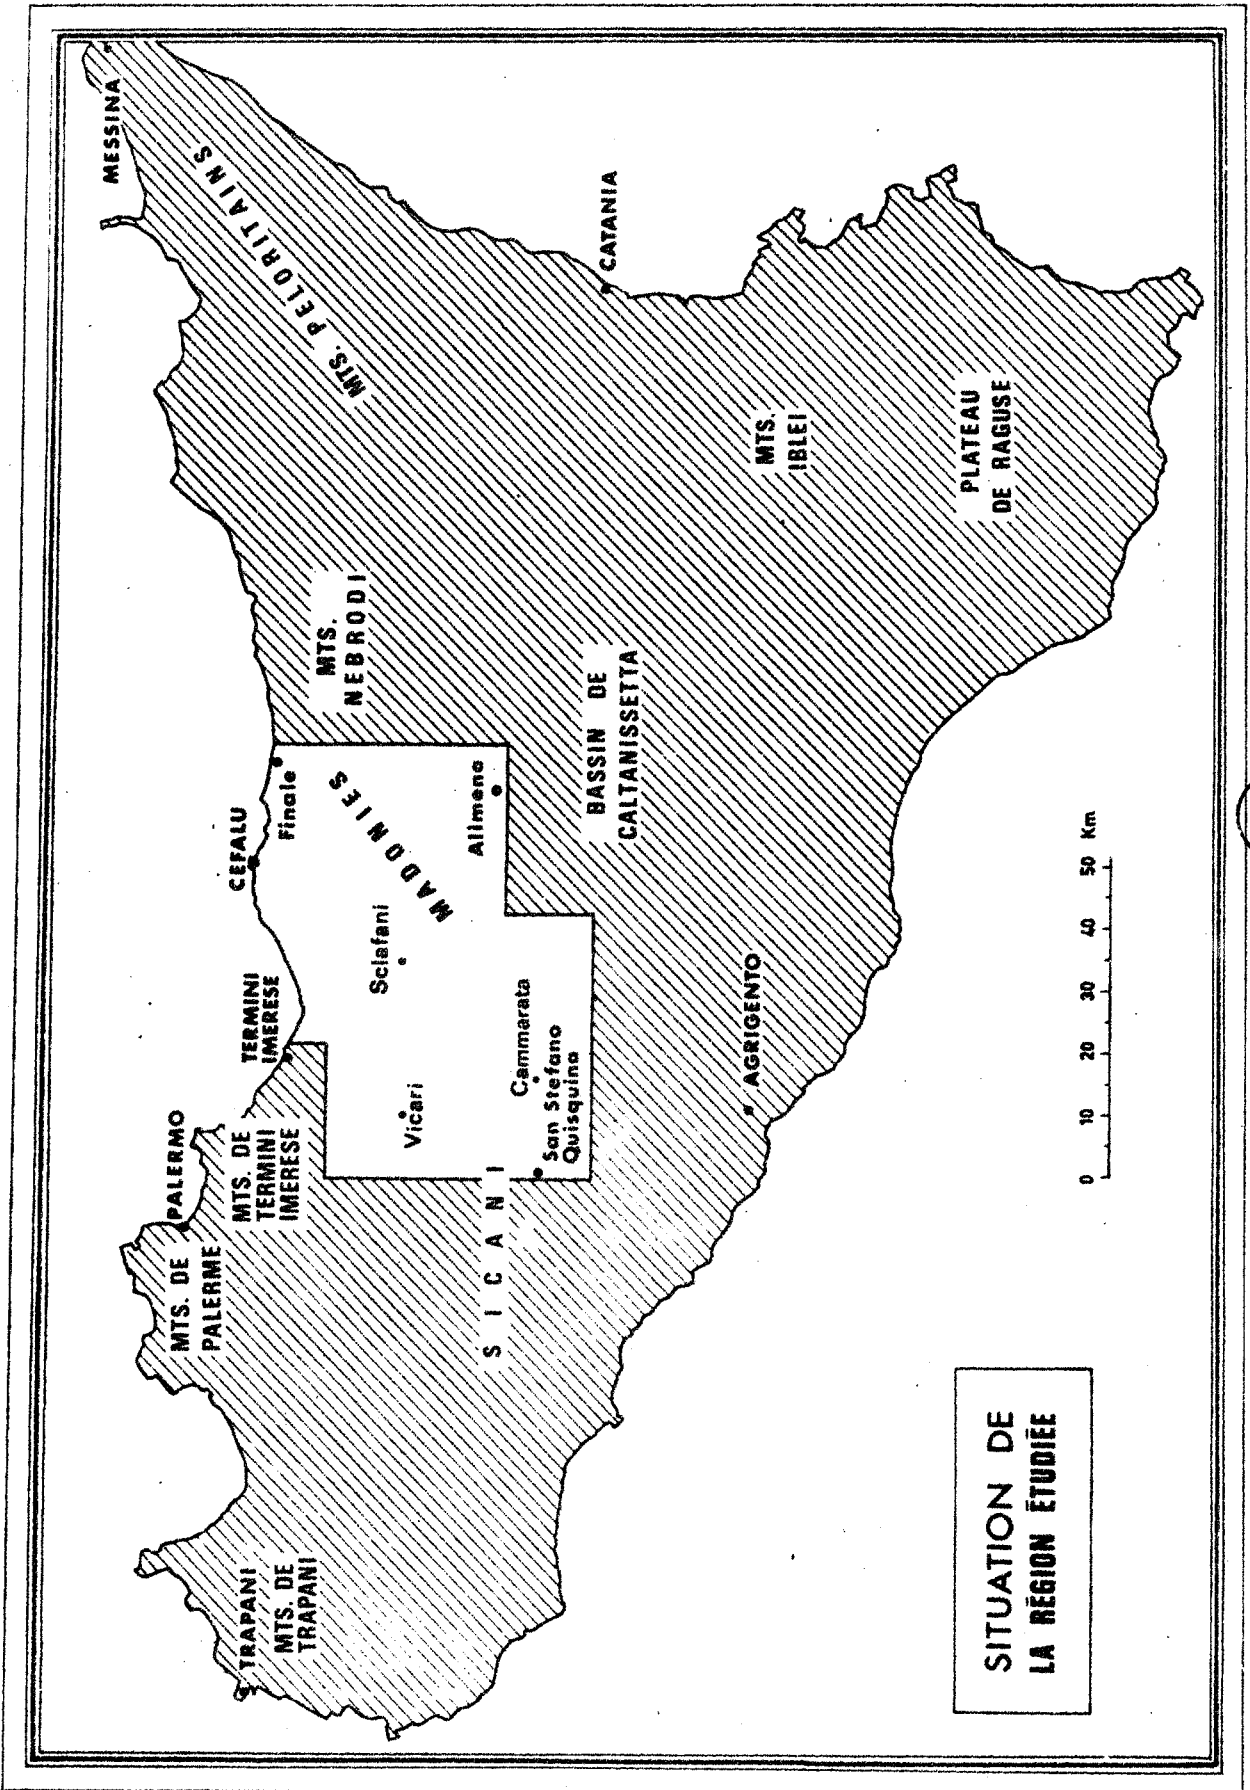 MESSINA
MTS. PELORITAINS
CATANIA
MTS.
NEBRODI
MTS.
IBLEI
PLATEAU
DE RAGUSE
BASSIN DE
CALTANISSETTA
CEFALU
Finale
MADONIES
Alimena
Sclafani
TERMINI
IMERESE
Cammarata
San Stefano
Quisquina
Vicari
PALERMO
MTS. DE
TERMINI
IMERESE
MTS. DE
PALERME
SICANI
AGRIGENTO
TRAPANI
MTS. DE
TRAPANI
0 10 20 30 40 50 Km
SITUATION DE
LA RÉGION ÉTUDIÉE